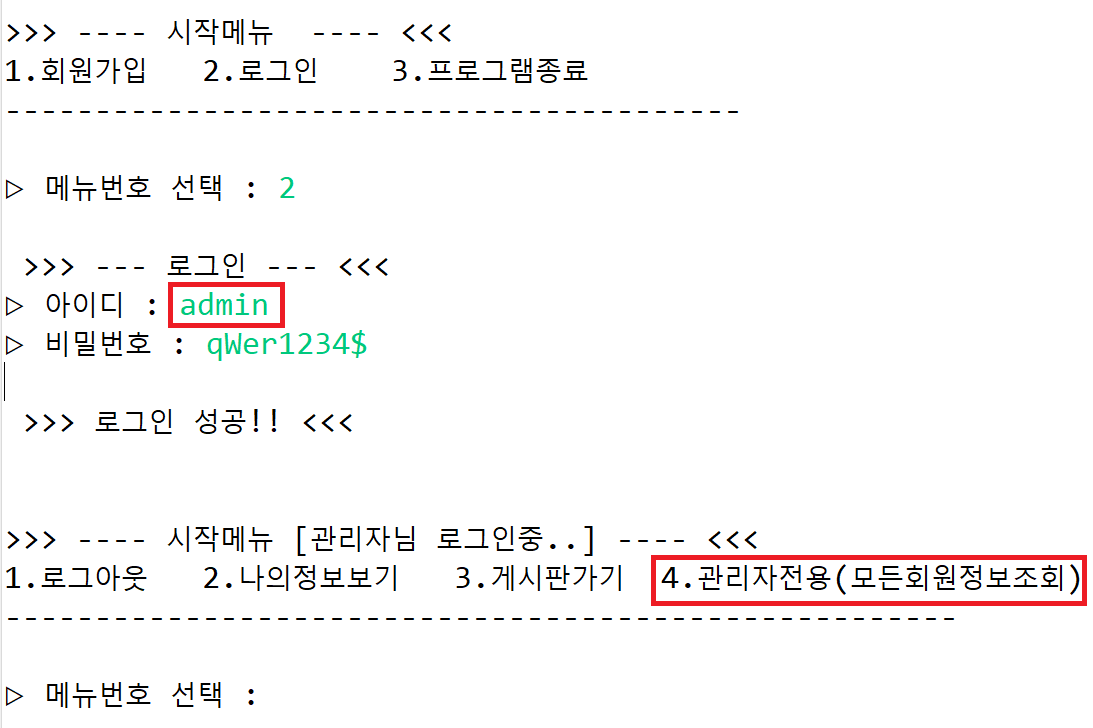 >>> ---- 시작메뉴  ---- <<<
1.회원가입   2.로그인    3.프로그램종료
-----------------------------------------
▷ 메뉴번호 선택 : 2
>>> --- 로그인 --- <<<
▷ 아이디 : admin
▷ 비밀번호 : qWer1234$
>>> 로그인 성공!! <<<
>>> ---- 시작메뉴 [관리자님 로그인중..] ---- <<<
1.로그아웃   2.나의정보보기   3.게시판가기  4.관리자전용(모든회원정보조회)
-----------------------------------------------------
▷ 메뉴번호 선택 :